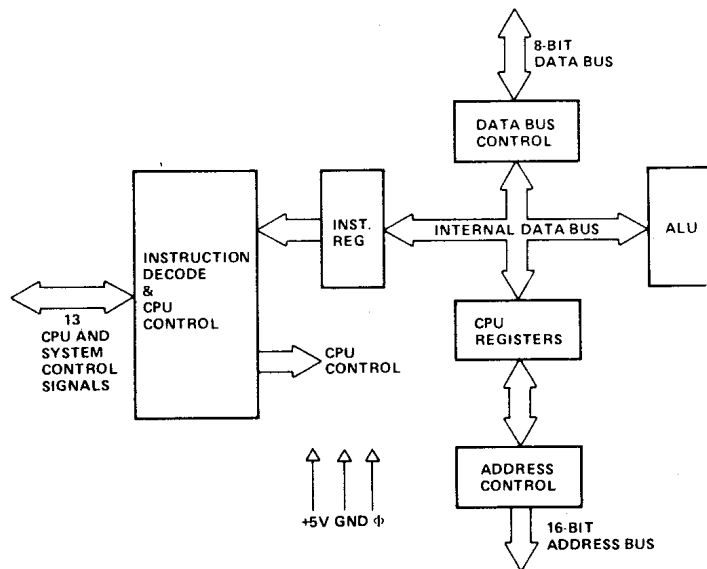 8-BIT
DATA BUS
DATA BUS
CONTROL
INSTRUCTION
DECODE
&
CPU
CONTROL
INST.
REG
INTERNAL DATA BUS
ALU
13
CPU AND
SYSTEM
CONTROL
SIGNALS
CPU
CONTROL
CPU
REGISTERS
ADDRESS
CONTROL
+5V GND Φ
16-BIT
ADDRESS BUS